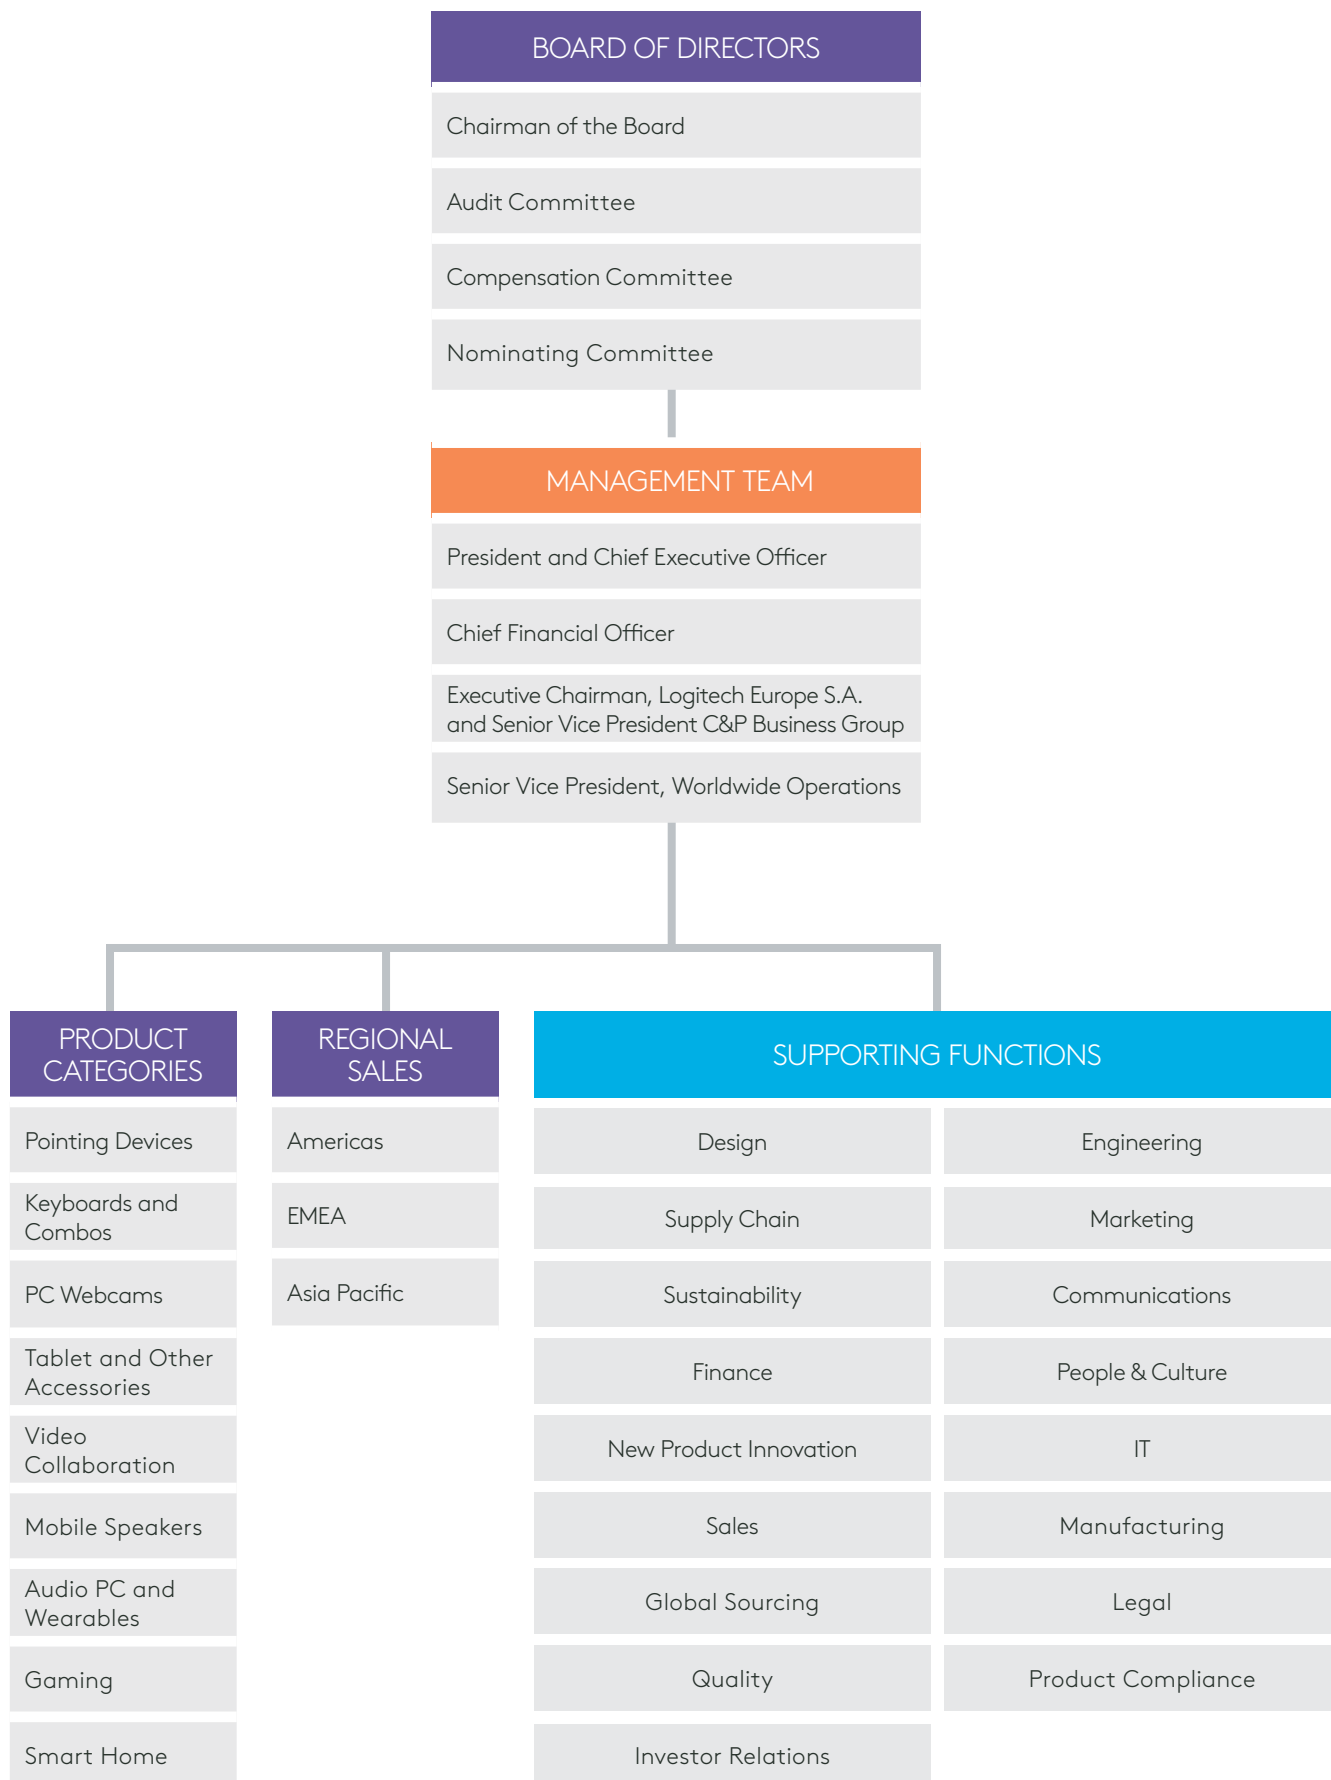 BOARD OF DIRECTORS
Chairman of the Board
Audit Committee
Compensation Committee
Nominating Committee
MANAGEMENT TEAM
President and Chief Executive Officer
Chief Financial Officer
Executive Chairman, Logitech Europe S.A.
and Senior Vice President C&P Business Group
Senior Vice President, Worldwide Operations
PRODUCT
CATEGORIES
Pointing Devices
Keyboards and
Combos
PC Webcams
Tablet and Other
Accessories
Video
Collaboration
Mobile Speakers
Audio PC and
Wearables
Gaming
Smart Home
REGIONAL
SALES
Americas
EMEA
Asia Pacific
SUPPORTING FUNCTIONS
Design
Engineering
Supply Chain
Marketing
Sustainability
Communications
Finance
People & Culture
New Product Innovation
IT
Sales
Manufacturing
Global Sourcing
Legal
Quality
Product Compliance
Investor Relations